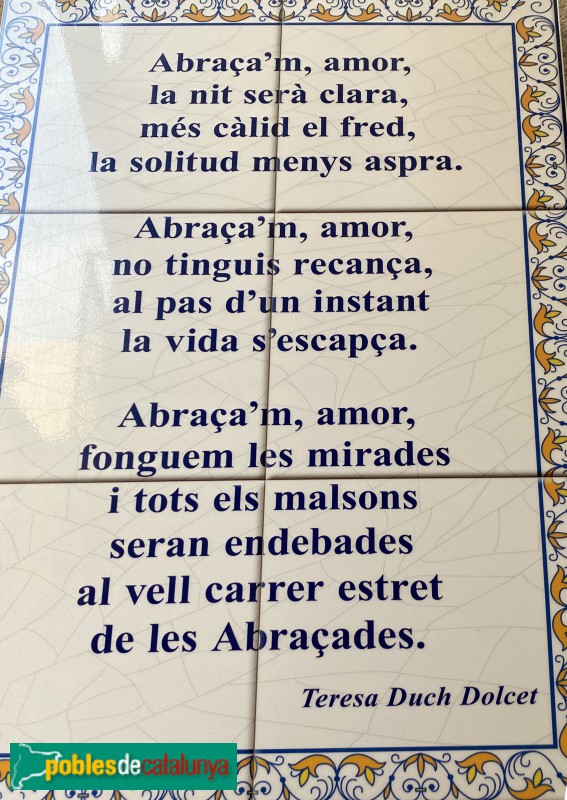 Abraça’m, amor,
la nit serà clara,
més càlid el fred,
la solitud menys aspra.
Abraça’m, amor,
no tinguis recança,
al pas d’un instant
la vida s’escapça.
Abraça’m, amor,
fonguem les mirades
i tots els malsons
seran endebades
al vell carrer estret
de les Abraçades.
Teresa Duch Dolcet
poblesdecatalunya